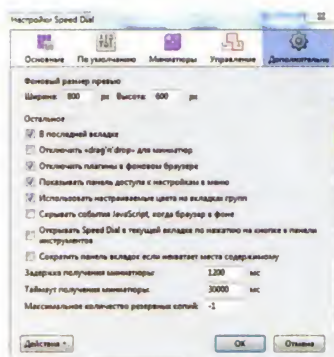 Настройки Speed Dial
Основные По умолчанию Миниатюры Управление Дополнительно
Фоновый размер превью
Ширина: 800 px Высота: 600 px
Остальное
В последней вкладке
Отключить «drag'n'drop» для миниатюр
Отключить плагины в фоновом браузере
Показывать панель доступа к настройкам в меню
Использовать настраиваемые цвета на вкладках групп
Скрывать события JavaScript, когда браузер в фоне
Открывать Speed Dial в текущей вкладке по нажатию на кнопке в панели
инструментов
Сократить панель вкладок если нехватает места содержимому
Задержка получения миниатюры: 1200 мс
Таймаут получения миниатюры: 30000 мс
Максимальное количество резервных копий: -1
Действия OK Отмена